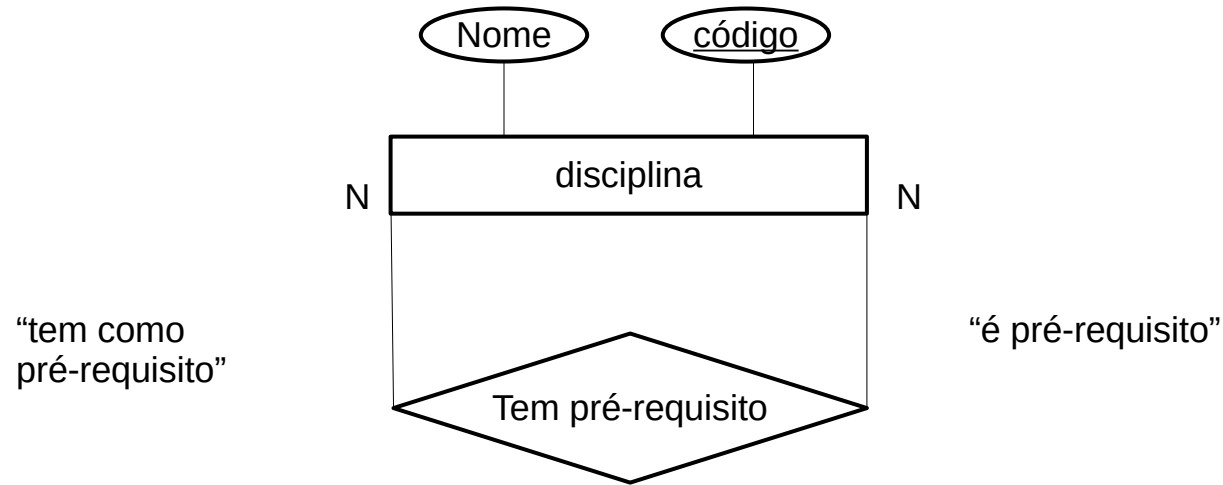 Nome
código
disciplina
N
N
“tem como
pré-requisito”
“é pré-requisito”
Tem pré-requisito